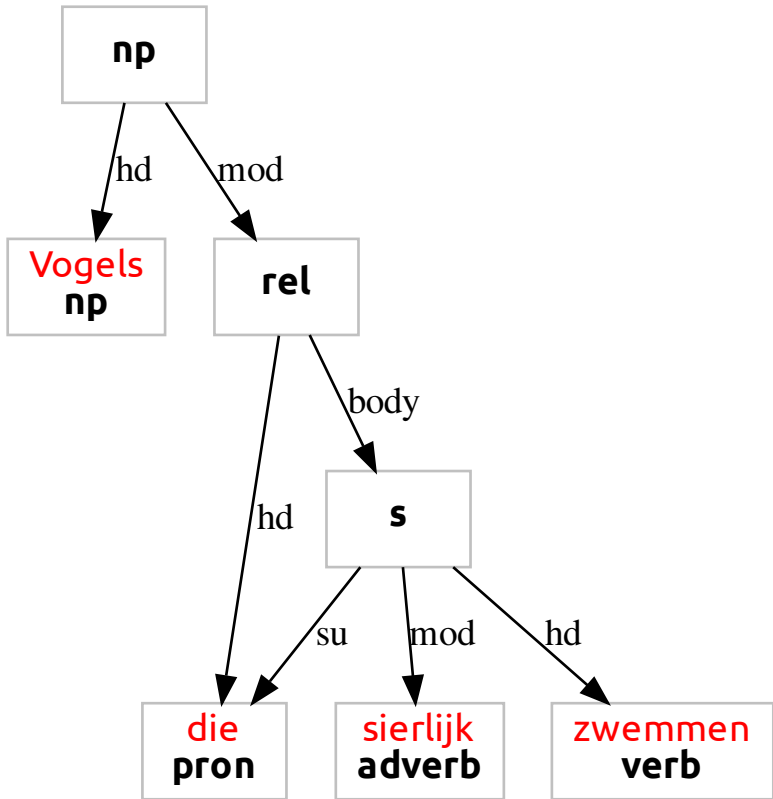 np
hd mod
Vogels
np
rel
body
s
hd
su mod hd
die
pron
sierlijk
adverb
zwemmen
verb